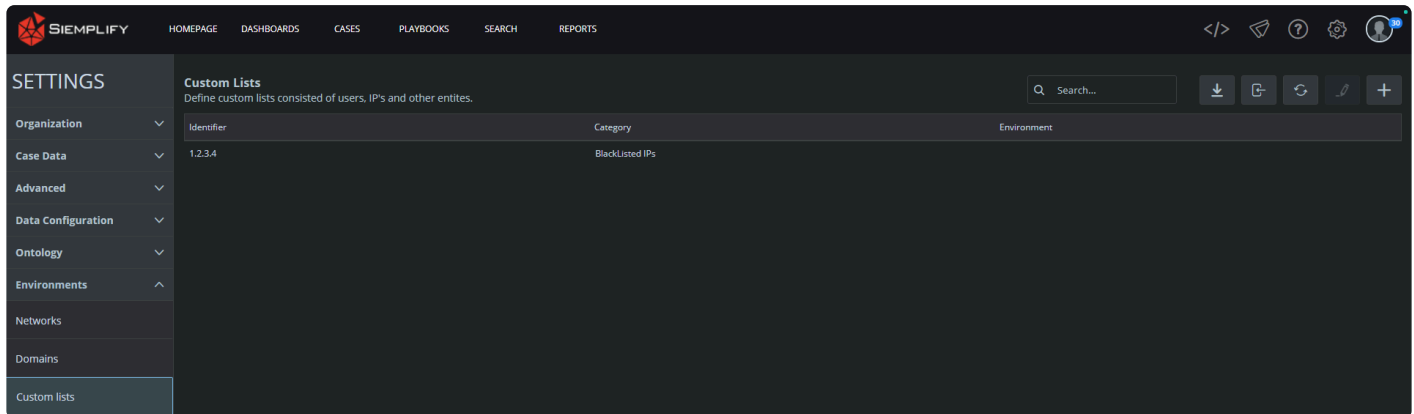 SIEMPLIFY HOMEPAGE DASHBOARDS CASES PLAYBOOKS SEARCH REPORTS </> ? 30
SETTINGS
Organization
Case Data
Advanced
Data Configuration
Ontology
Environments
Networks
Domains
Custom lists
Custom Lists
Define custom lists consisted of users, IP's and other entites.
Search...
Identifier Category Environment
1.2.3.4 BlackListed IPs